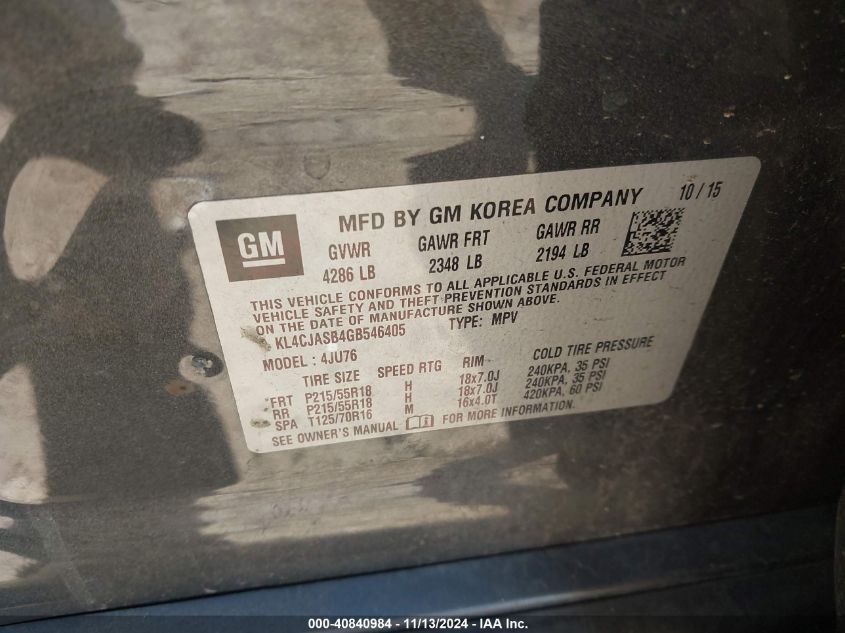 GM
MFD BY GM KOREA COMPANY 10 / 15
GVWR GAWR FRT GAWR RR
4286 LB 2348 LB 2194 LB
THIS VEHICLE CONFORMS TO ALL APPLICABLE U.S. FEDERAL MOTOR
VEHICLE SAFETY AND THEFT PREVENTION STANDARDS IN EFFECT
ON THE DATE OF MANUFACTURE SHOWN ABOVE.
KL4CJASB4GB546405 TYPE: MPV
MODEL : 4JU76
TIRE SIZE SPEED RTG RIM COLD TIRE PRESSURE
FRT P215/55R18 H 18x7.0J 240KPA, 35 PSI
RR P215/55R18 H 18x7.0J 240KPA, 35 PSI
SPA T125/70R16 M 16x4.0T 420KPA, 60 PSI
SEE OWNER'S MANUAL FOR MORE INFORMATION.
000-40840984 - 11/13/2024 - IAA Inc.